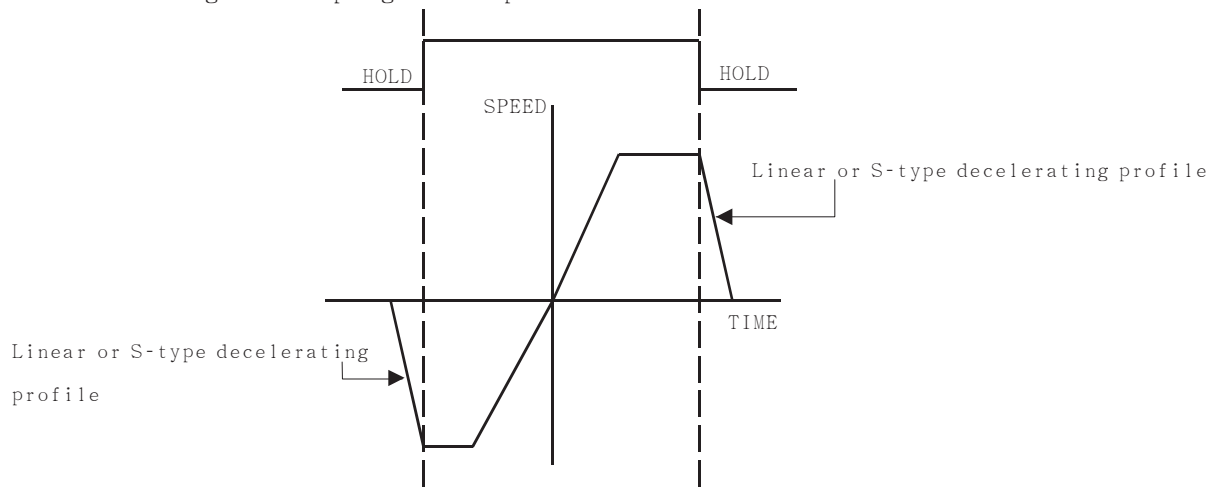 HOLD
HOLD
SPEED
Linear or S-type decelerating profile
TIME
Linear or S-type decelerating
profile